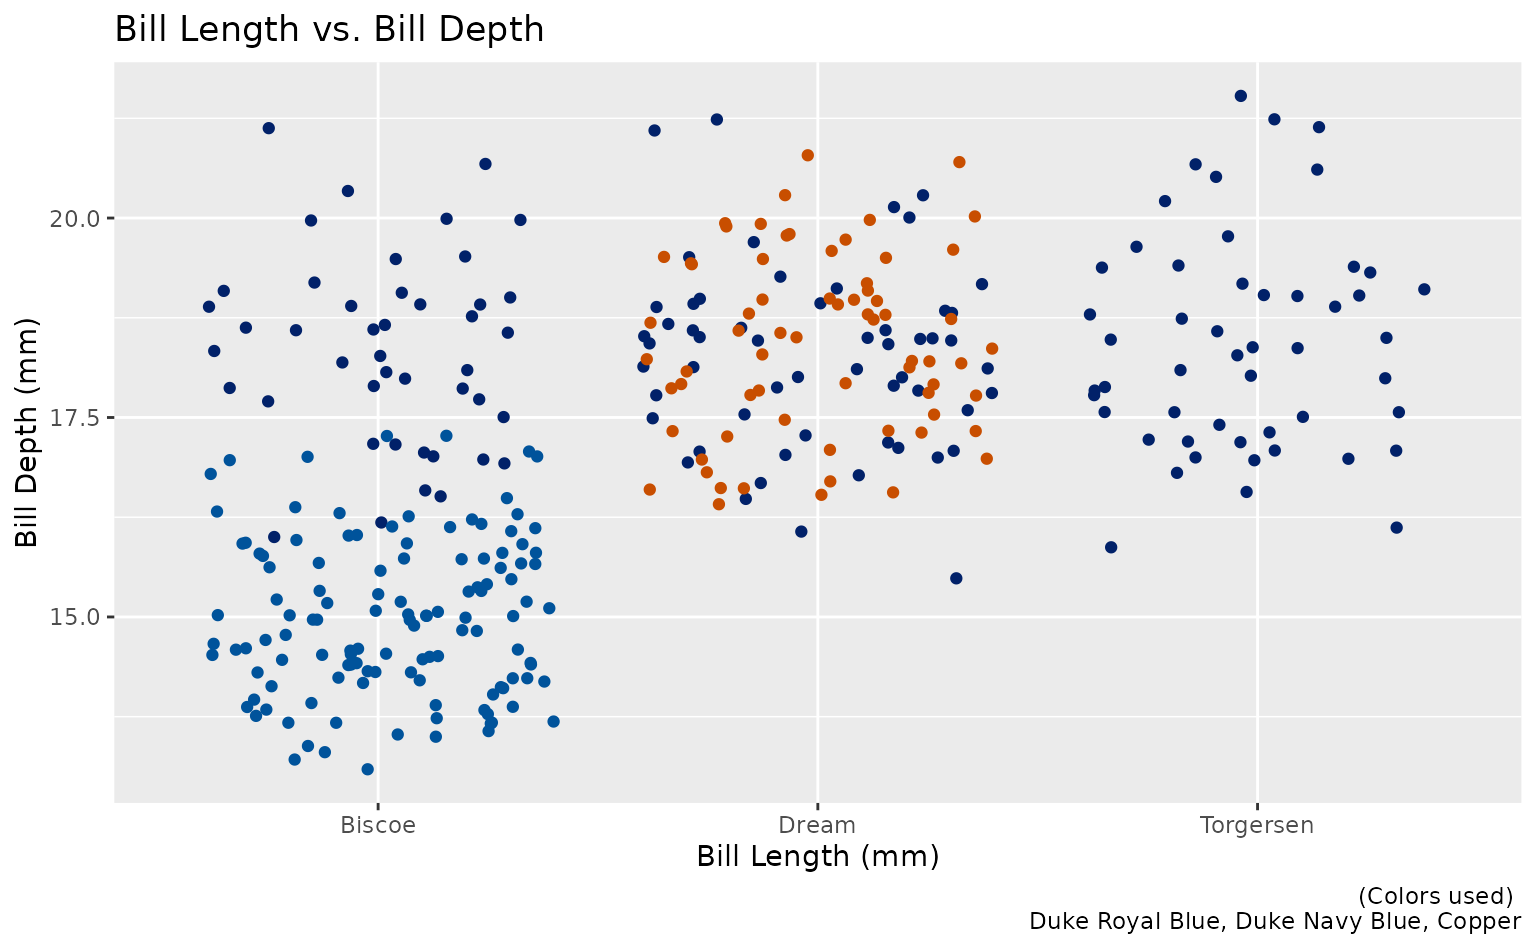 Bill Length vs. Bill Depth
Bill Depth (mm)
20.0
17.5
15.0
Biscoe Dream Torgersen
Bill Length (mm)
(Colors used)
Duke Royal Blue, Duke Navy Blue, Copper